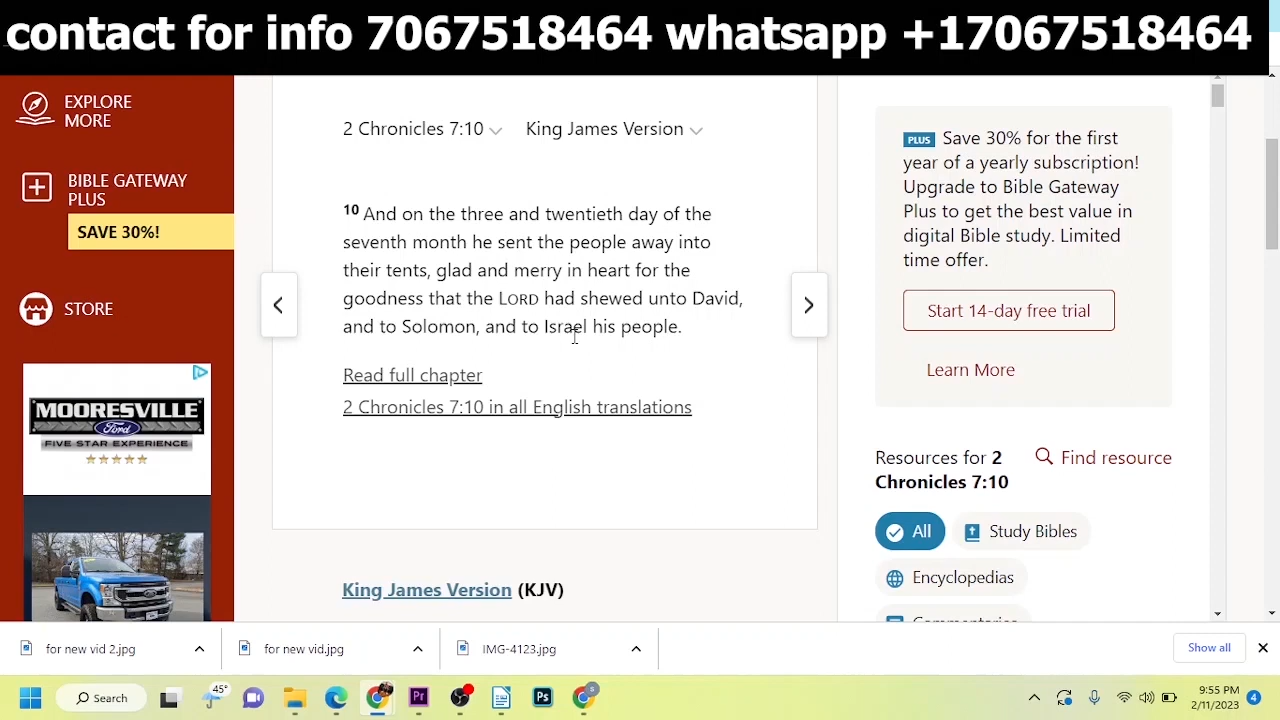 contact for info 7067518464 whatsapp +17067518464
EXPLORE
MORE
BIBLE GATEWAY
PLUS
SAVE 30%!
STORE
MOORESVILLE
Ford
FIVE STAR EXPERIENCE
2 Chronicles 7:10
King James Version
10 And on the three and twentieth day of the
seventh month he sent the people away into
their tents, glad and merry in heart for the
goodness that the LORD had shewed unto David,
and to Solomon, and to Israel his people.
Read full chapter
2 Chronicles 7:10 in all English translations
King James Version (KJV)
PLUS Save 30% for the first
year of a yearly subscription!
Upgrade to Bible Gateway
Plus to get the best value in
digital Bible study. Limited
time offer.
Start 14-day free trial
Learn More
Resources for 2
Chronicles 7:10
Find resource
All
Study Bibles
Encyclopedias
Commentaries
for new vid 2.jpg
for new vid.jpg
IMG-4123.jpg
Show all
Search
45°
Pr
Ps
S
9:55 PM
2/11/2023
4